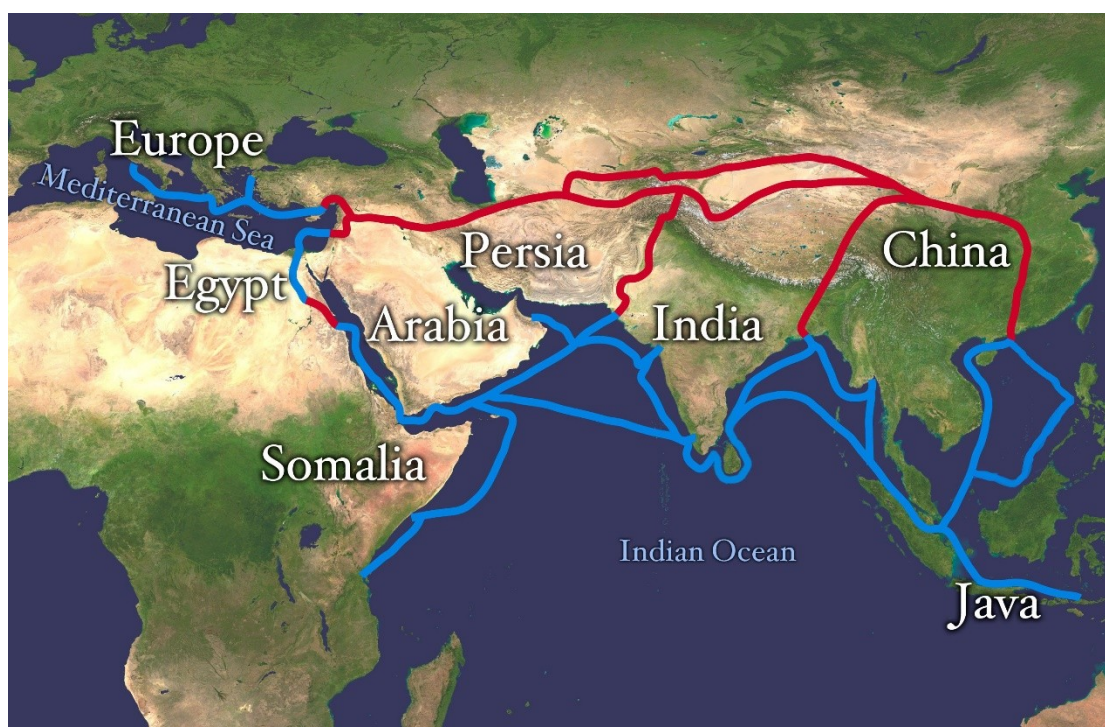 Europe
Mediterranean Sea
Egypt
Persia
Arabia
India
China
Somalia
Indian Ocean
Java